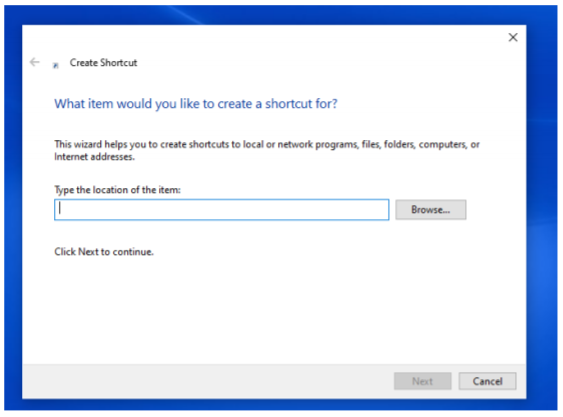 Create Shortcut
What item would you like to create a shortcut for?
This wizard helps you to create shortcuts to local or network programs, files, folders, computers, or
Internet addresses.
Type the location of the item:
Browse...
Click Next to continue.
Next
Cancel